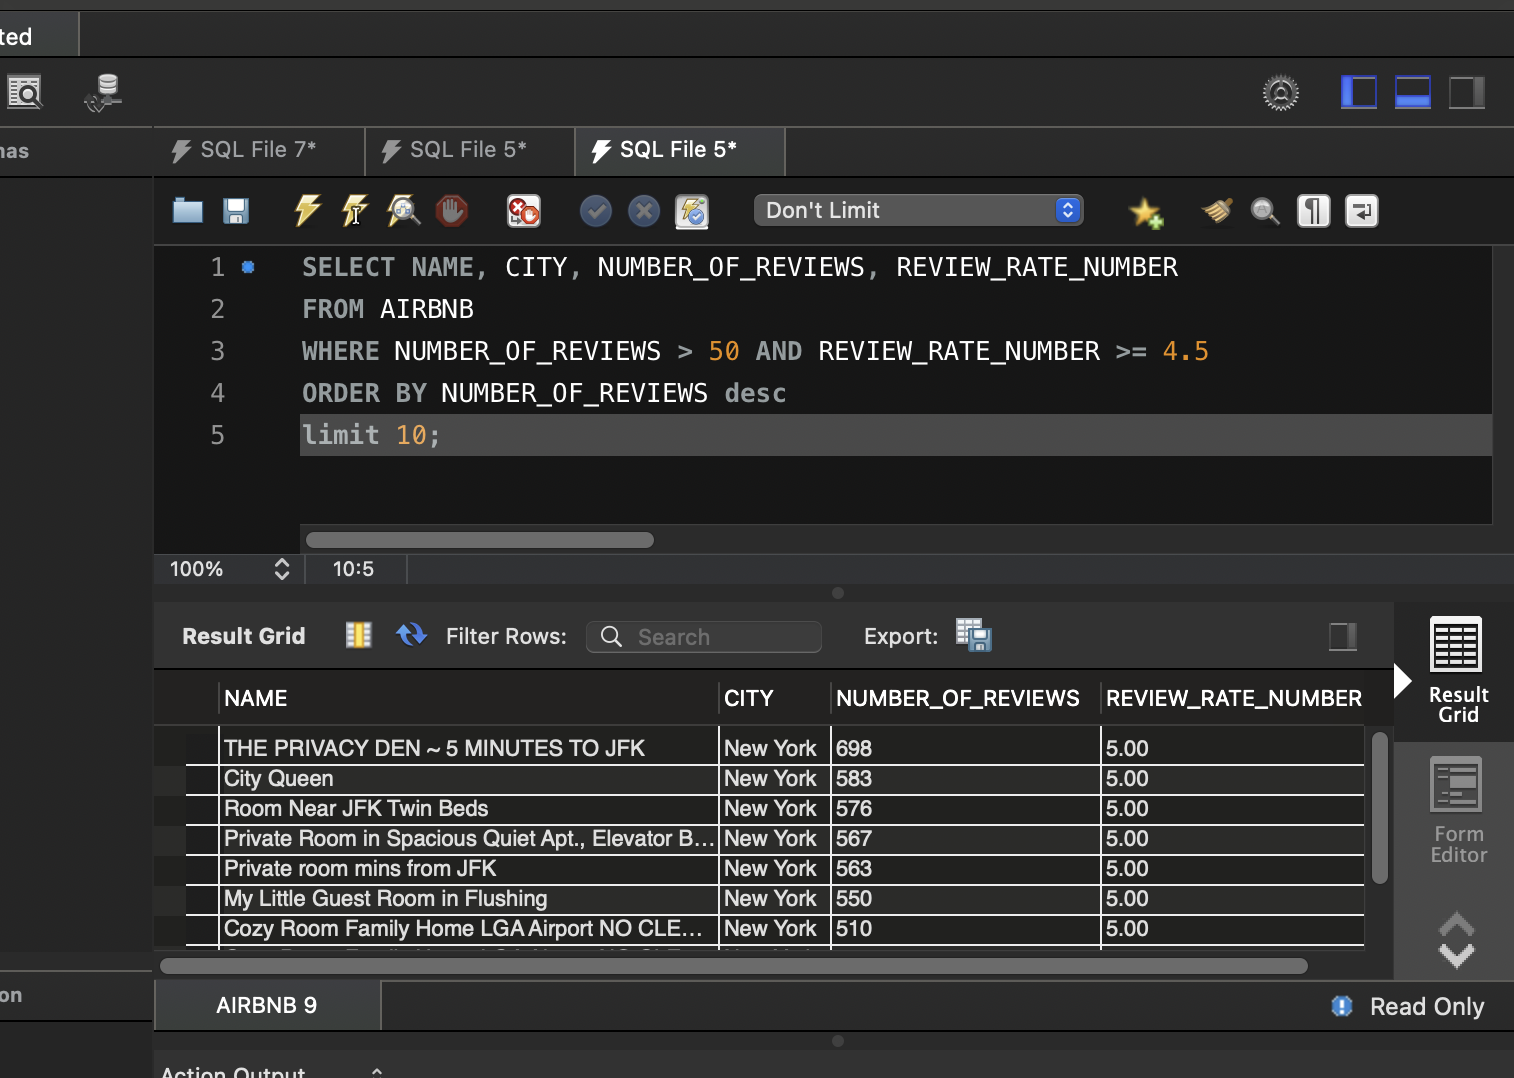 ted
nas
SQL File 7*
SQL File 5*
SQL File 5*
Don't Limit
1 SELECT NAME, CITY, NUMBER_OF_REVIEWS, REVIEW_RATE_NUMBER
2 FROM AIRBNB
3 WHERE NUMBER_OF_REVIEWS > 50 AND REVIEW_RATE_NUMBER >= 4.5
4 ORDER BY NUMBER_OF_REVIEWS desc
5 limit 10;
100% 10:5
Result Grid Filter Rows: Search Export:
NAME CITY NUMBER_OF_REVIEWS REVIEW_RATE_NUMBER
THE PRIVACY DEN ~ 5 MINUTES TO JFK New York 698 5.00
City Queen New York 583 5.00
Room Near JFK Twin Beds New York 576 5.00
Private Room in Spacious Quiet Apt., Elevator B... New York 567 5.00
Private room mins from JFK New York 563 5.00
My Little Guest Room in Flushing New York 550 5.00
Cozy Room Family Home LGA Airport NO CLE... New York 510 5.00
Result
Grid
Form
Editor
on
AIRBNB 9
Read Only
Action Output